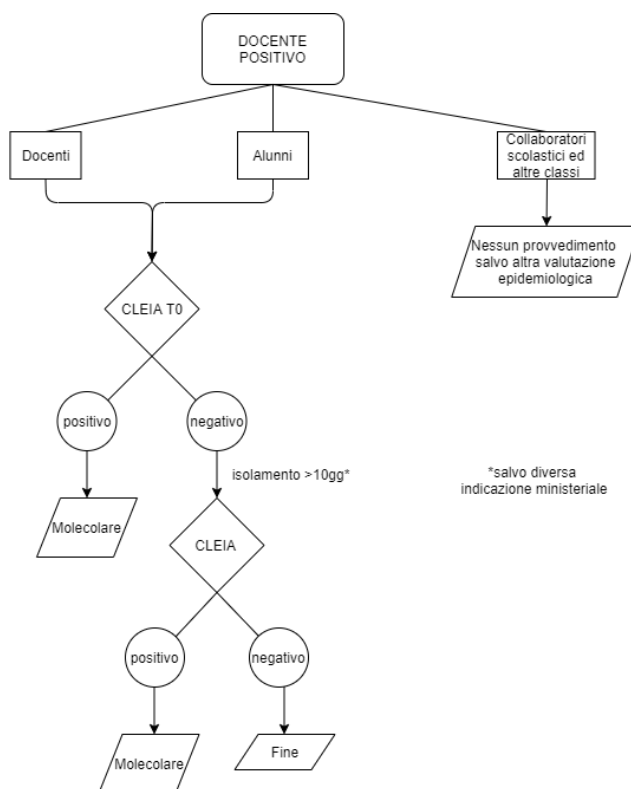 DOCENTE
POSITIVO
Docenti
Alunni
Collaboratori
scolastici ed
altre classi
Nessun provvedimento
salvo altra valutazione
epidemiologica
CLEIA T0
positivo
negativo
isolamento >10gg*
*salvo diversa
indicazione ministeriale
Molecolare
CLEIA
positivo
negativo
Molecolare
Fine